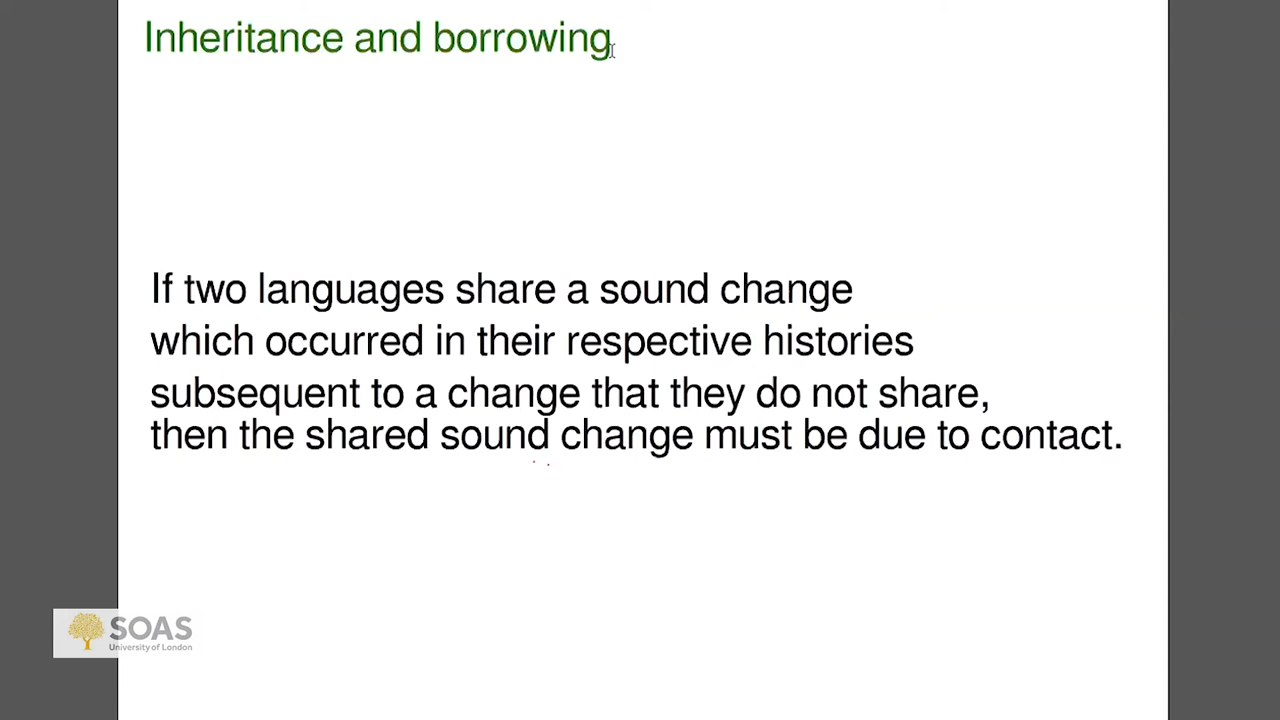 Inheritance and borrowing
If two languages share a sound change
which occurred in their respective histories
subsequent to a change that they do not share,
then the shared sound change must be due to contact.
SOAS
University of London